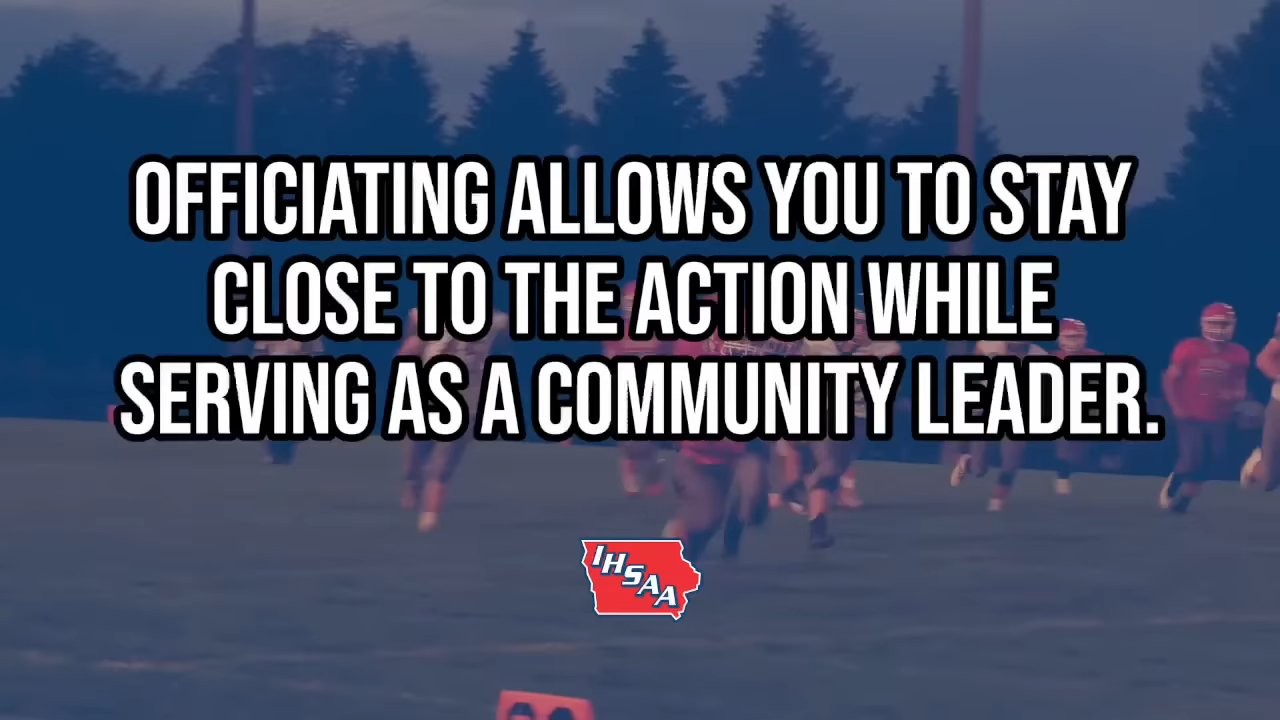 OFFICIATING ALLOWS YOU TO STAY
CLOSE TO THE ACTION WHILE
SERVING AS A COMMUNITY LEADER.
IHSAA